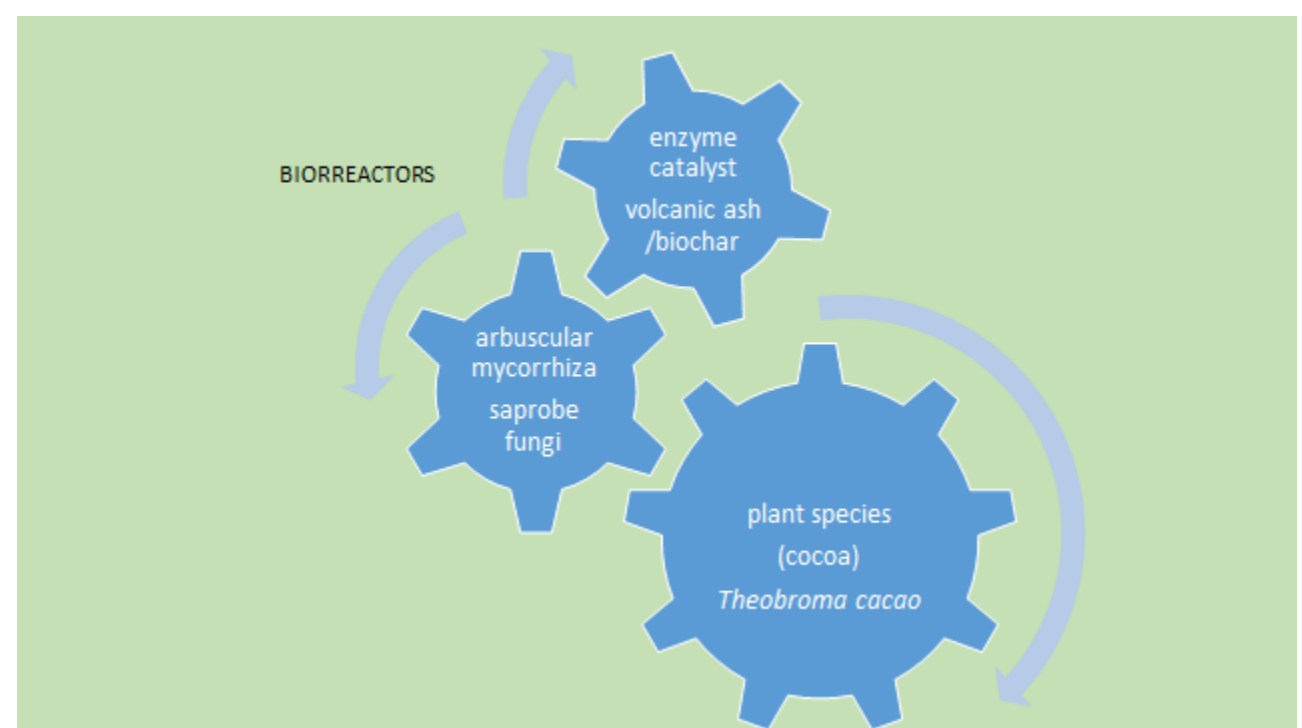 enzyme
catalyst
volcanic ash
/biochar
BIORREACTORS
arbuscular
mycorrhiza
saprobe
fungi
plant species
(cocoa)
Theobroma cacao